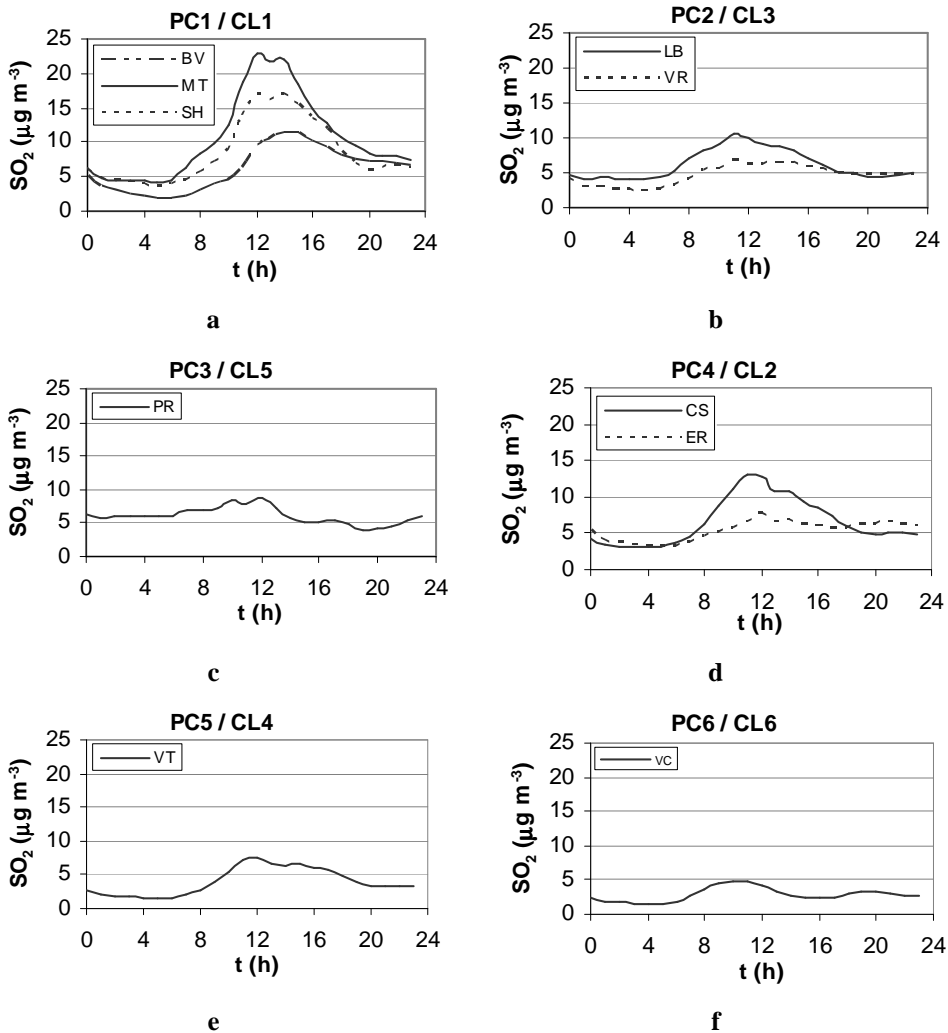 PC1 / CL1
SO₂ (μg m⁻³)
25
20
15
10
5
0
BV
MT
SH
0 4 8 12 16 20 24
t (h)
a
PC2 / CL3
SO₂ (μg m⁻³)
25
20
15
10
5
0
LB
VR
0 4 8 12 16 20 24
t (h)
b
PC3 / CL5
SO₂ (μg m⁻³)
25
20
15
10
5
0
PR
0 4 8 12 16 20 24
t (h)
c
PC4 / CL2
SO₂ (μg m⁻³)
25
20
15
10
5
0
CS
ER
0 4 8 12 16 20 24
t (h)
d
PC5 / CL4
SO₂ (μg m⁻³)
25
20
15
10
5
0
VT
0 4 8 12 16 20 24
t (h)
e
PC6 / CL6
SO₂ (μg m⁻³)
25
20
15
10
5
0
VC
0 4 8 12 16 20 24
t (h)
f